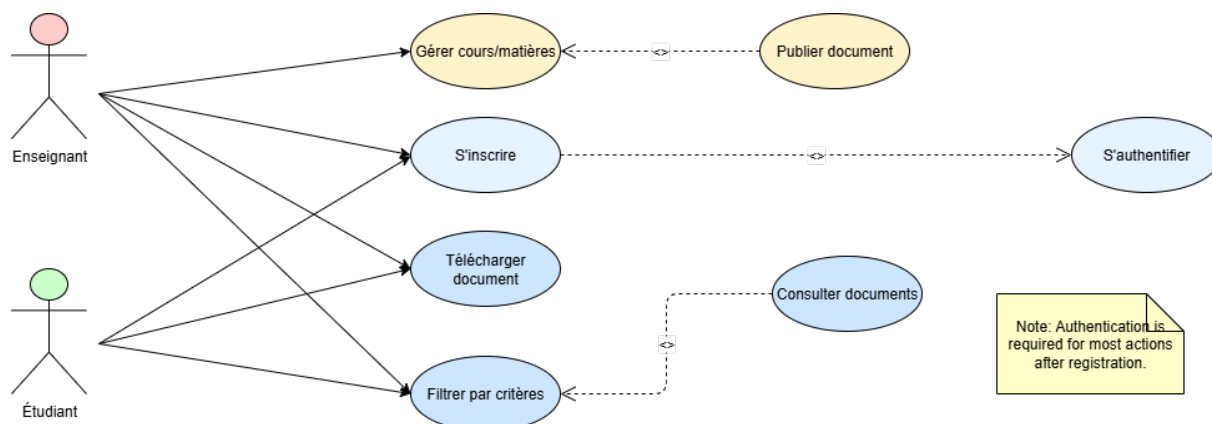 Gérer cours/matières
<>
Publier document
Enseignant
S'inscrire
<>
S'authentifier
Télécharger
document
Consulter documents
Note: Authentication is
required for most actions
after registration.
<>
Filtrer par critères
Étudiant